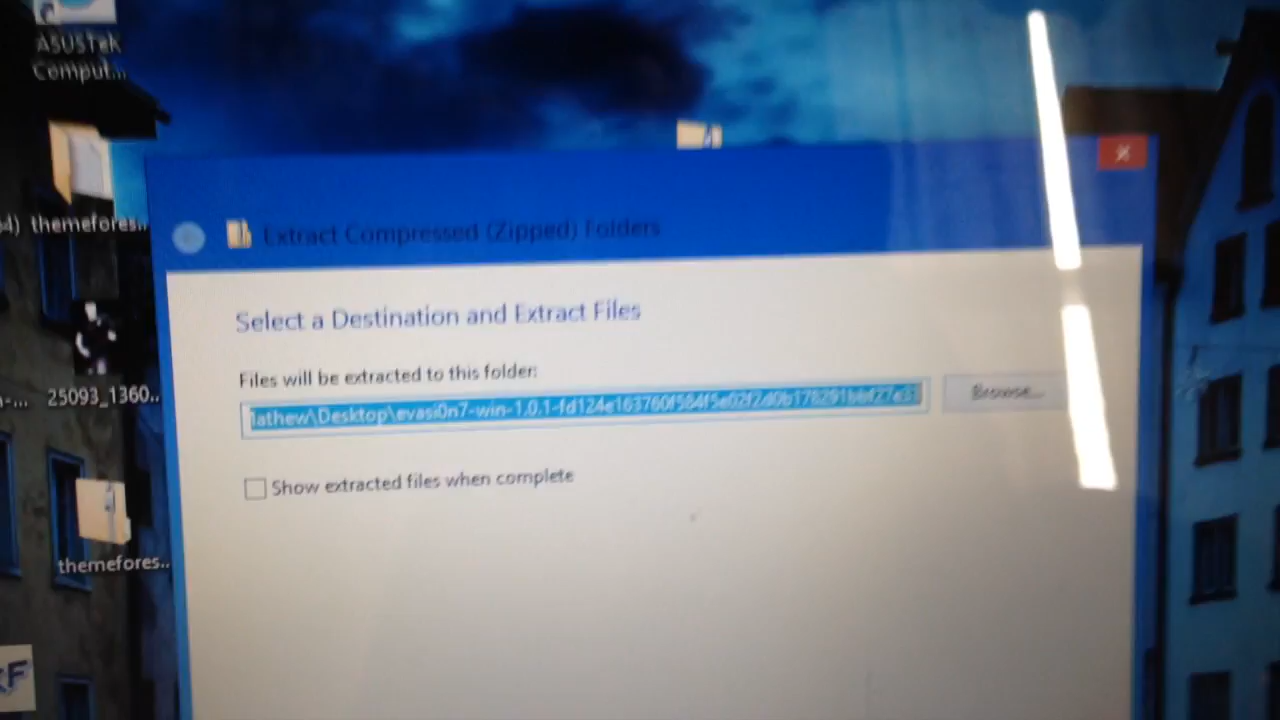 ASUSTeK
Comput...
themefores..
Extract Compressed (Zipped) Folders
Select a Destination and Extract Files
Files will be extracted to this folder:
Browse...
25093_1360..
Show extracted files when complete
themefores..